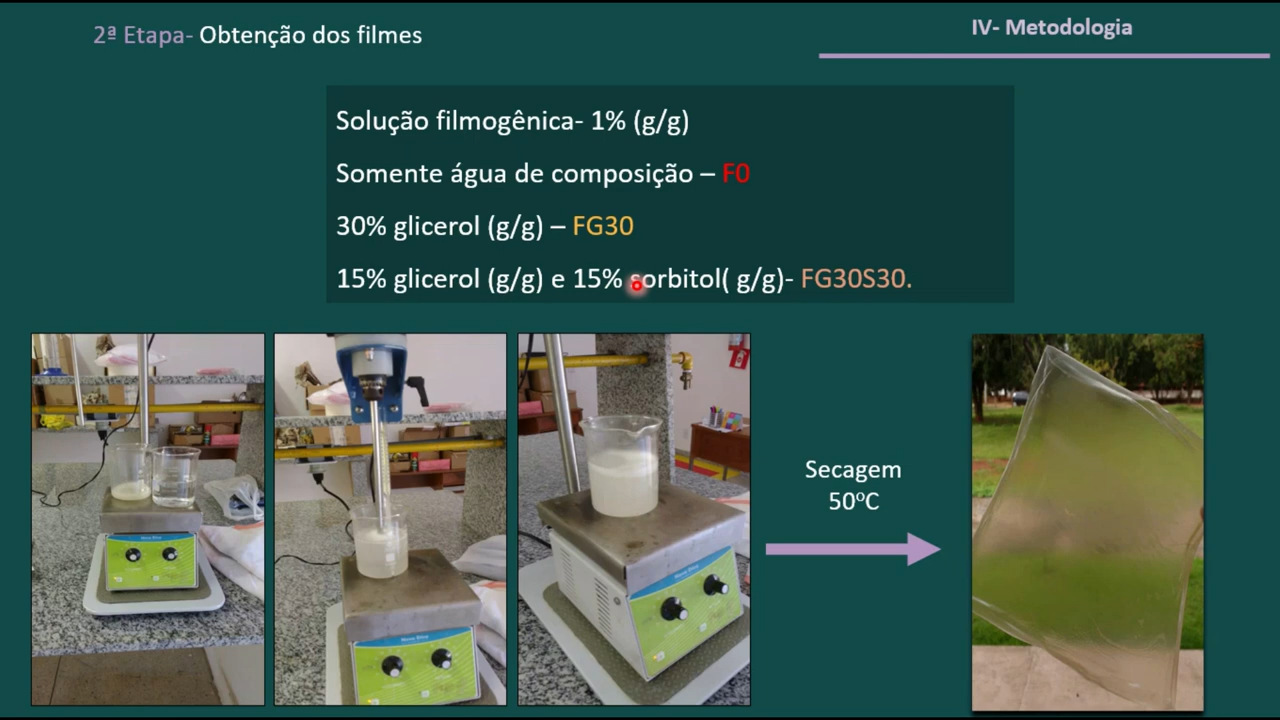 2ª Etapa- Obtenção dos filmes
IV- Metodologia
Solução filmogênica- 1% (g/g)
Somente água de composição – F0
30% glicerol (g/g) – FG30
15% glicerol (g/g) e 15% sorbitol( g/g)- FG30S30.
Secagem
50ºC